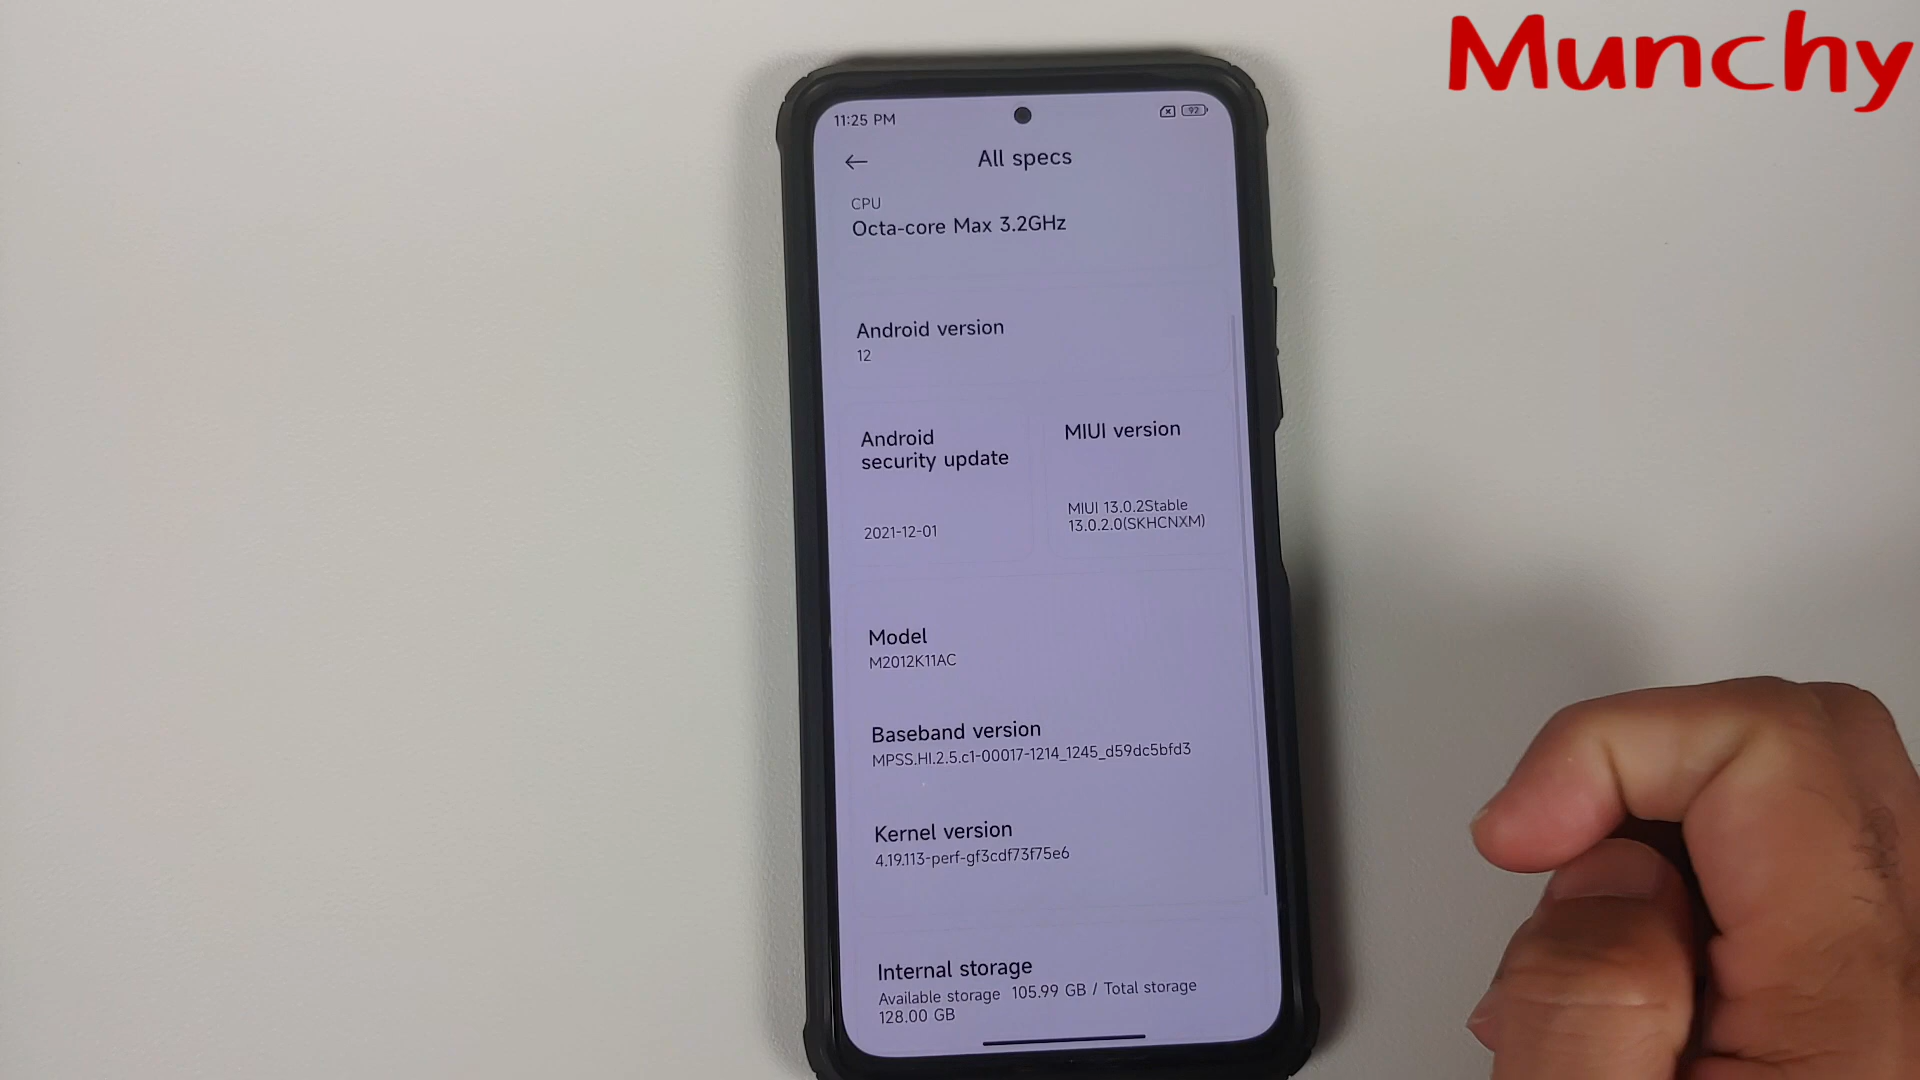 Munchy
11:25 PM
92
All specs
CPU
Octa-core Max 3.2GHz
Android version
12
Android
security update
2021-12-01
MIUI version
MIUI 13.0.2Stable
13.0.2.0(SKHCNXM)
Model
M2012K11AC
Baseband version
MPSS.HI.2.5.c1-00017-1214_1245_d59dc5bfd3
Kernel version
4.19.113-perf-gf3cdf73f75e6
Internal storage
Available storage 105.99 GB / Total storage
128.00 GB